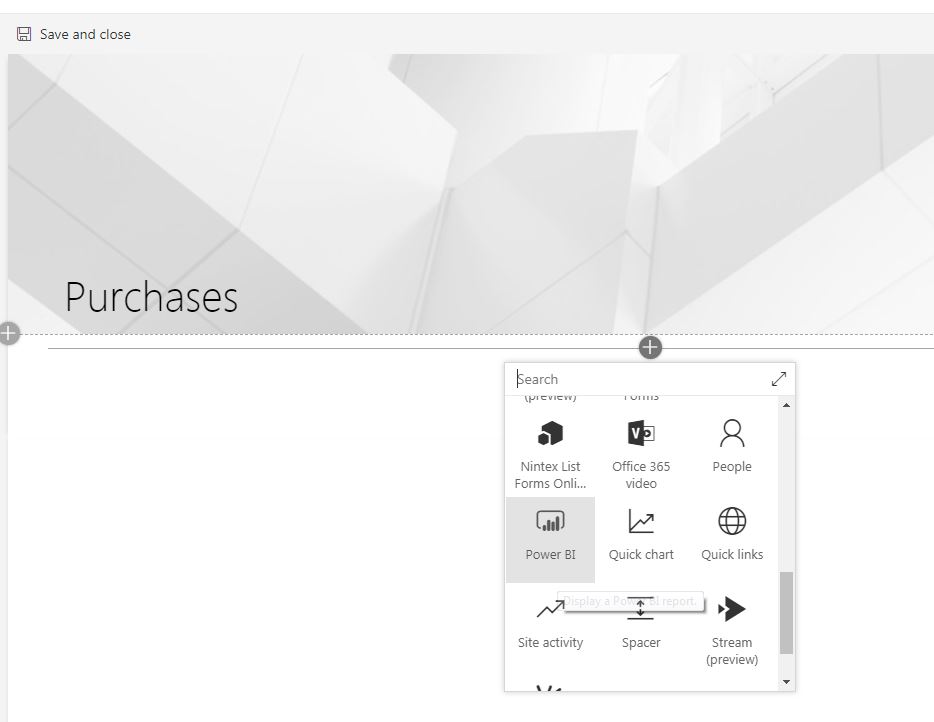 Save and close
Purchases
Search
(preview)
Forms
Nintex List
Forms Onli...
Office 365
video
People
Power BI
Quick chart
Quick links
Display a Power BI report.
Site activity
Spacer
Stream
(preview)